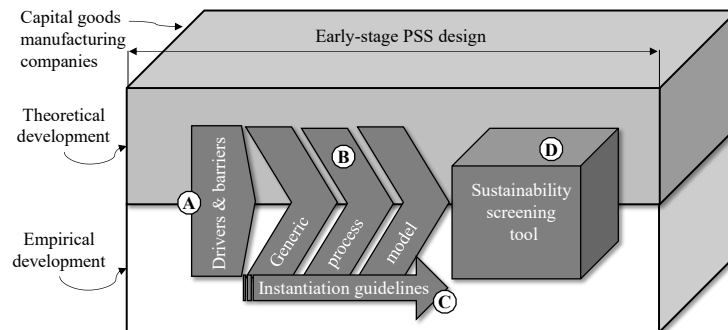 Capital goods
manufacturing
companies
Early-stage PSS design
Theoretical
development
Empirical
development
A
Drivers & barriers
B
Generic
process
model
D
Sustainability
screening
tool
Instantiation guidelines
C